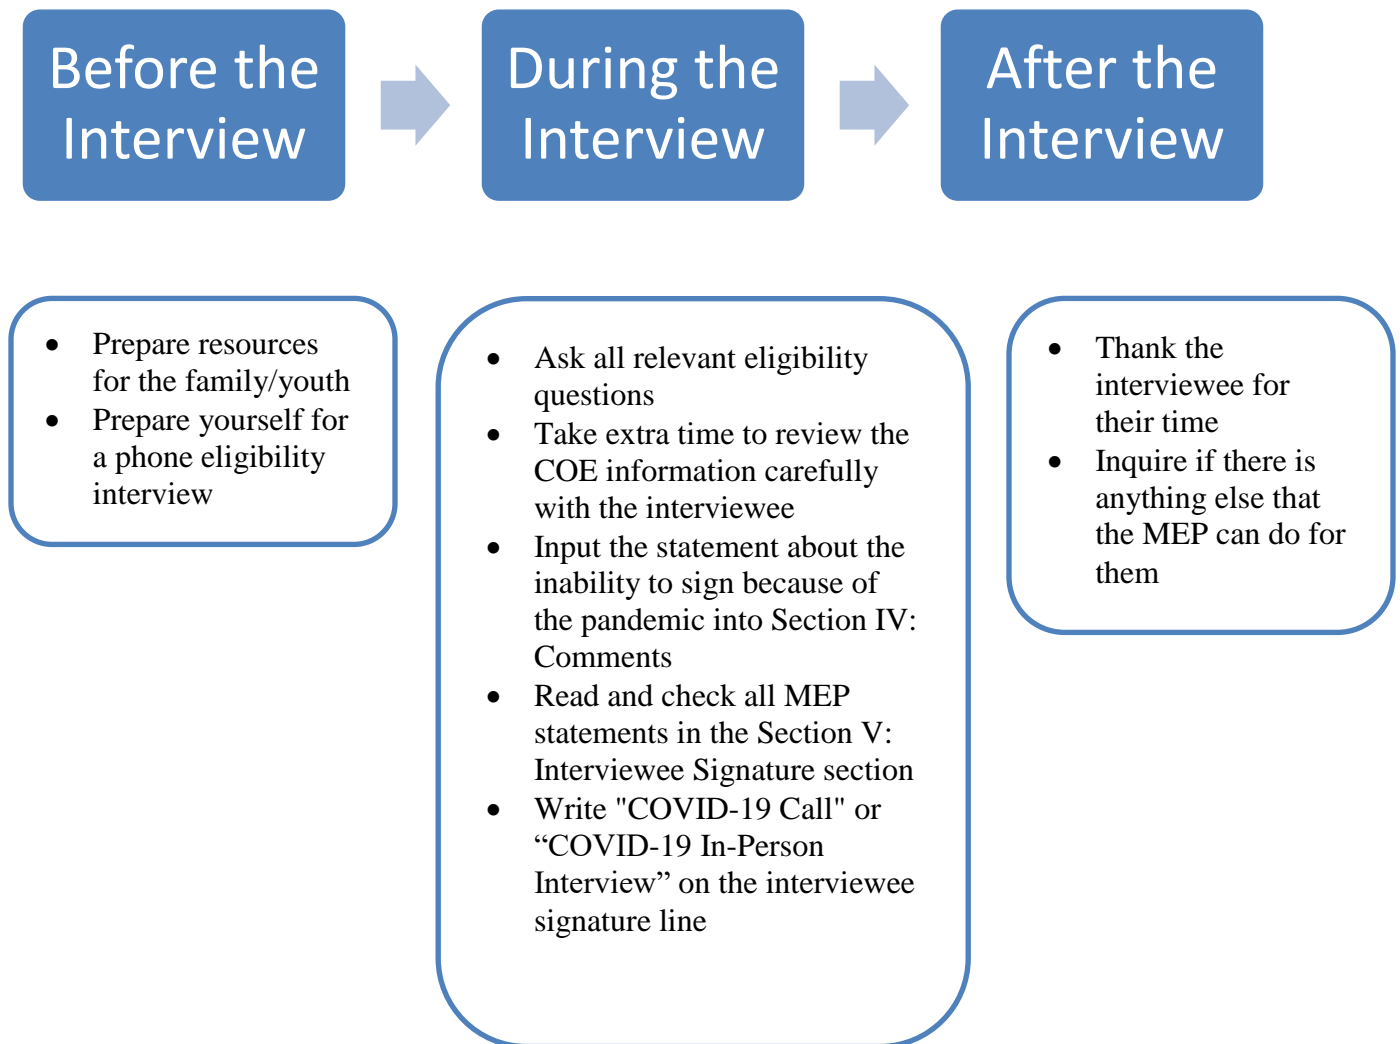 Before the
Interview
During the
Interview
After the
Interview
• Prepare resources
for the family/youth
• Prepare yourself for
a phone eligibility
interview
• Ask all relevant eligibility
questions
• Take extra time to review the
COE information carefully
with the interviewee
• Input the statement about the
inability to sign because of
the pandemic into Section IV:
Comments
• Read and check all MEP
statements in the Section V:
Interviewee Signature section
• Write "COVID-19 Call" or
“COVID-19 In-Person
Interview” on the interviewee
signature line
• Thank the
interviewee for
their time
• Inquire if there is
anything else that
the MEP can do for
them